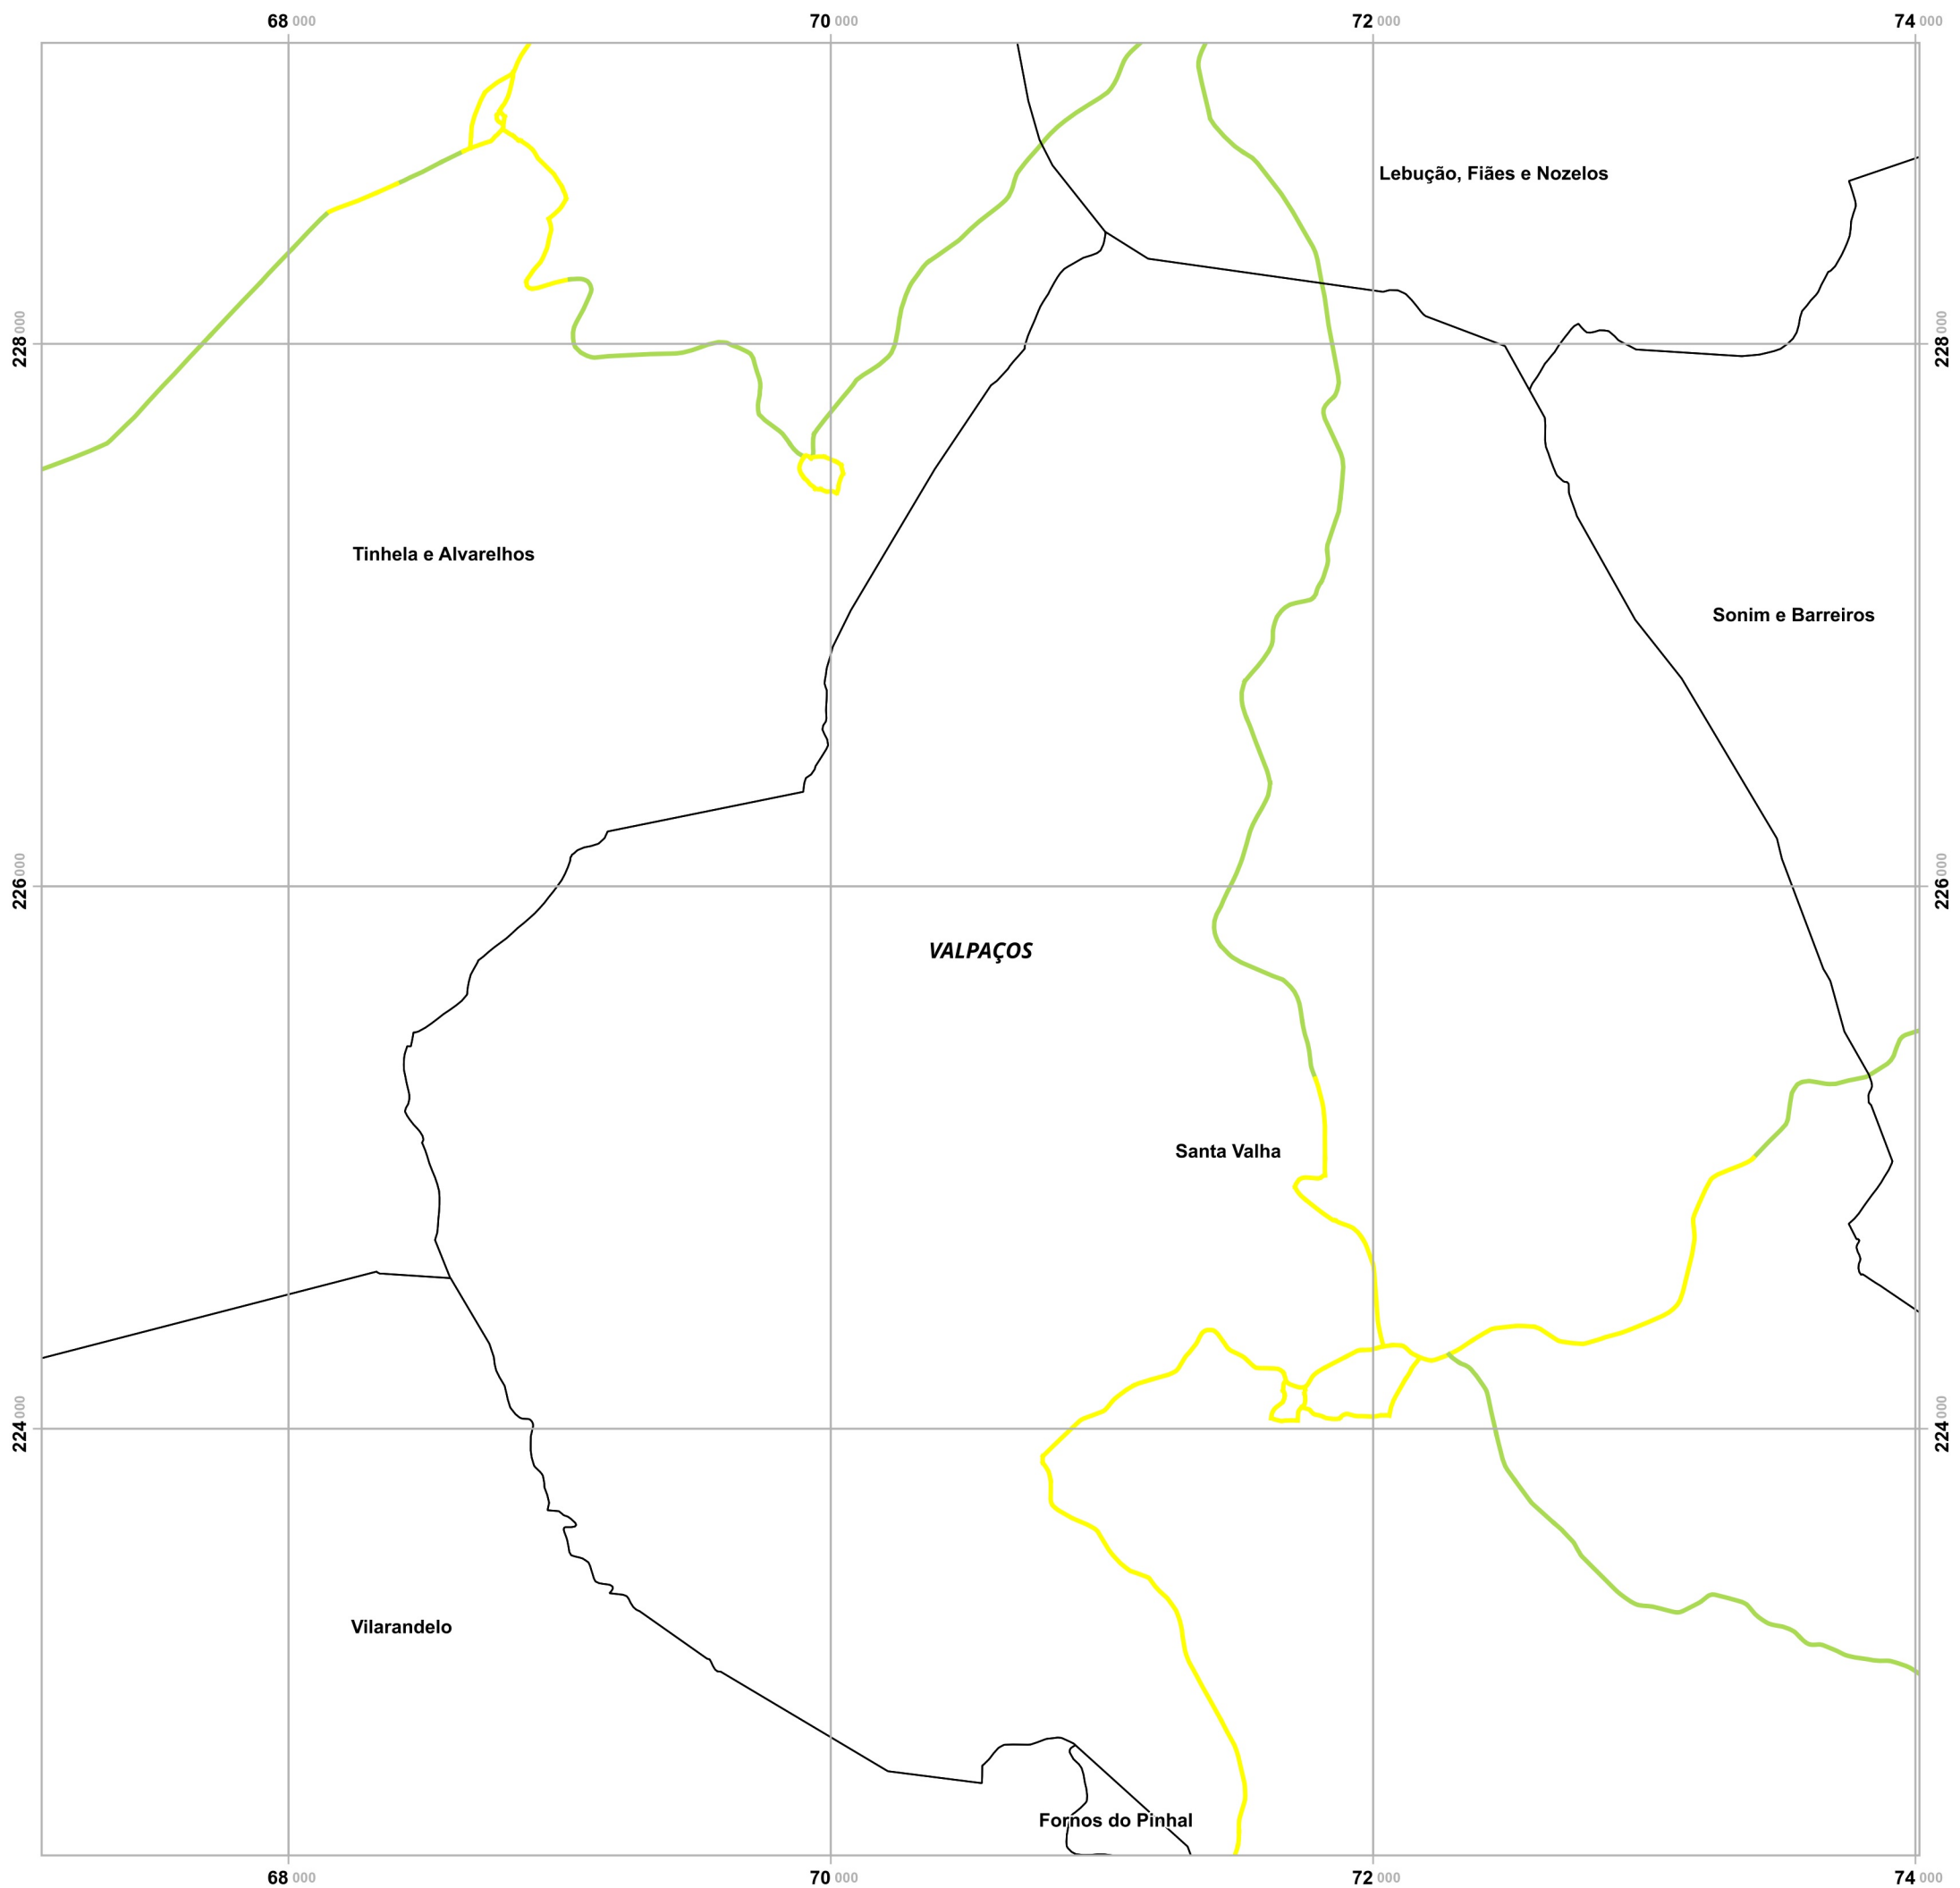 68 000 70 000 72 000 74 000
Lebução, Fiães e Nozelos
228 000 228 000
Tinhela e Alvarelhos
Sonim e Barreiros
226 000 226 000
VALPAÇOS
Santa Valha
224 000 224 000
Vilarandelo
Fornos do Pinhal
68 000 70 000 72 000 74 000